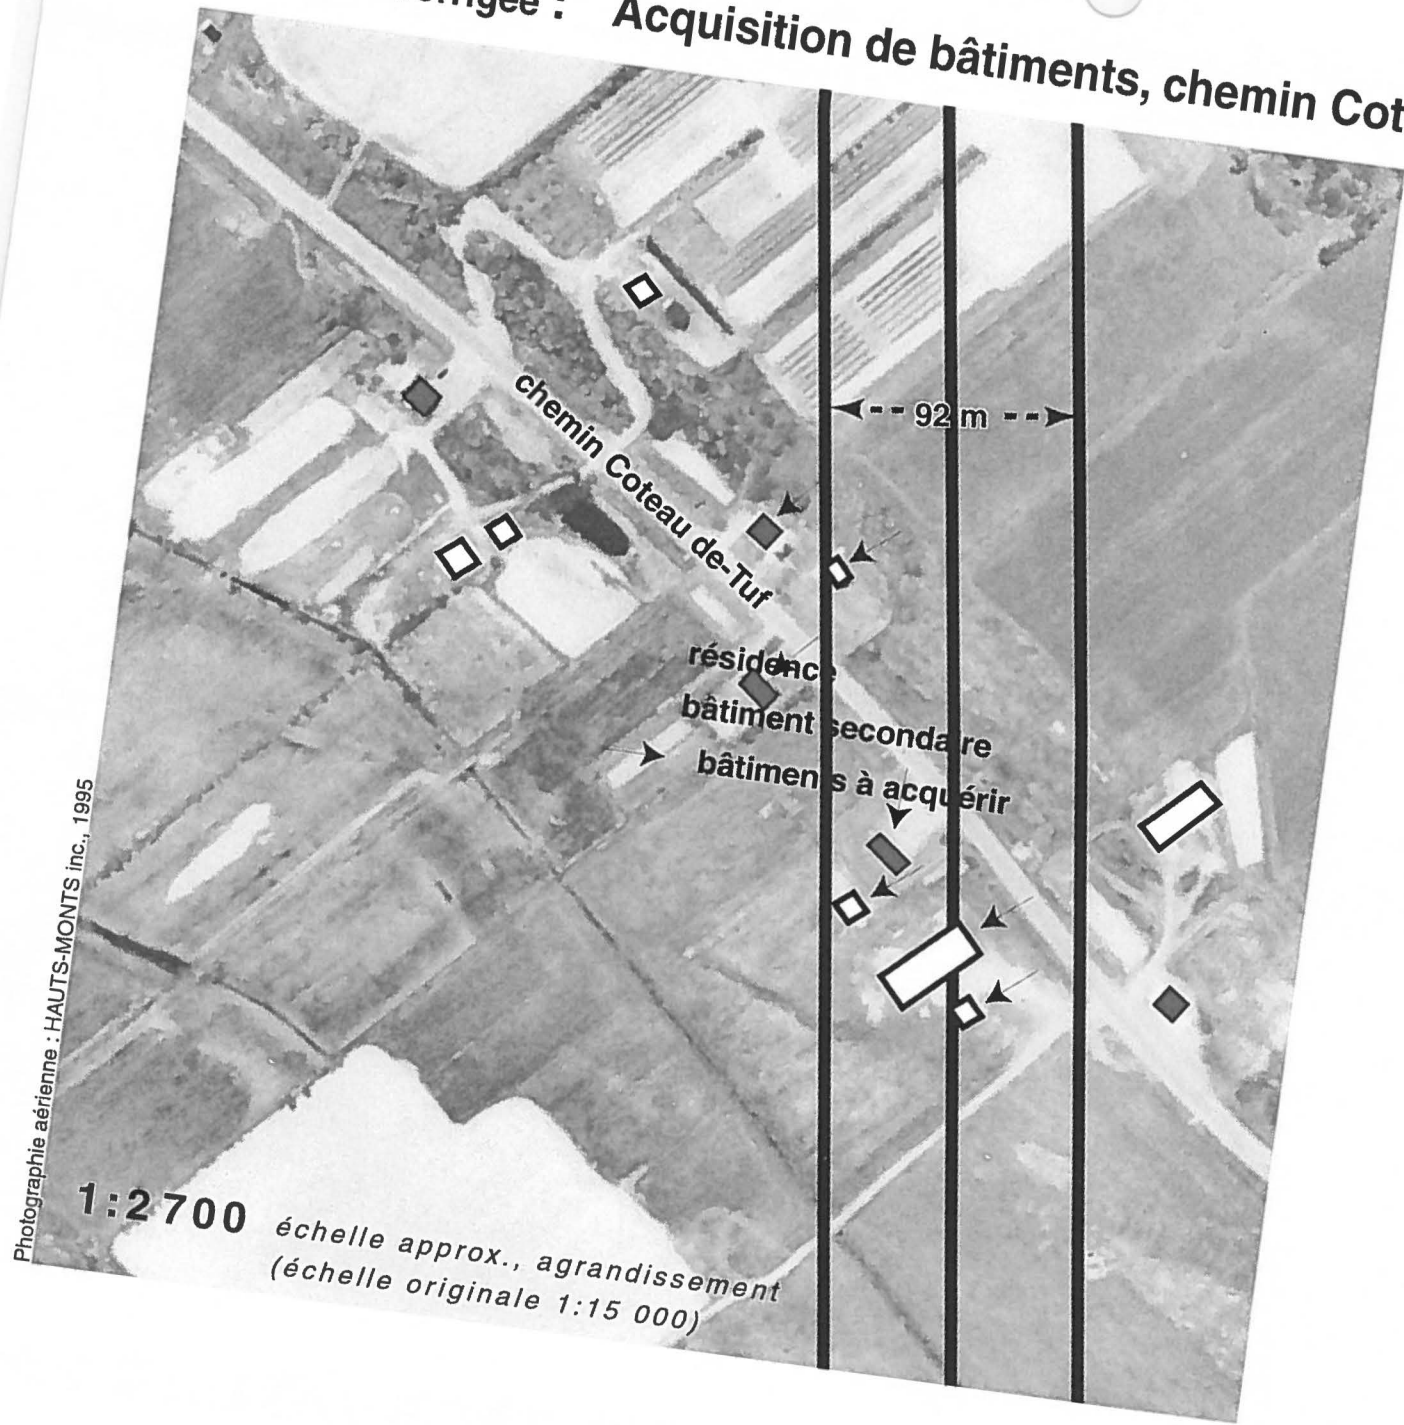 Acquisition de bâtiments, chemin
92 m
chemin Coteau de-Tuf
résidence
bâtiment secondaire
bâtiments à acquérir
Photographie aérienne : HAUTS-MONTS inc., 1995
1:2700 échelle approx., agrandissement
(échelle originale 1:15 000)